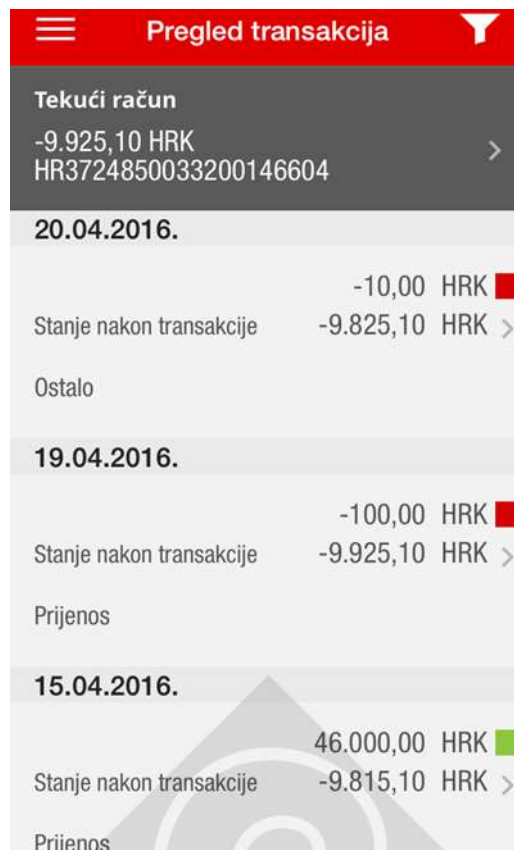 Pregled transakcija
Tekući račun
-9.925,10 HRK
HR3724850033200146604
20.04.2016.
-10,00 HRK
Stanje nakon transakcije -9.825,10 HRK
Ostalo
19.04.2016.
-100,00 HRK
Stanje nakon transakcije -9.925,10 HRK
Prijenos
15.04.2016.
46.000,00 HRK
Stanje nakon transakcije -9.815,10 HRK
Prijenos